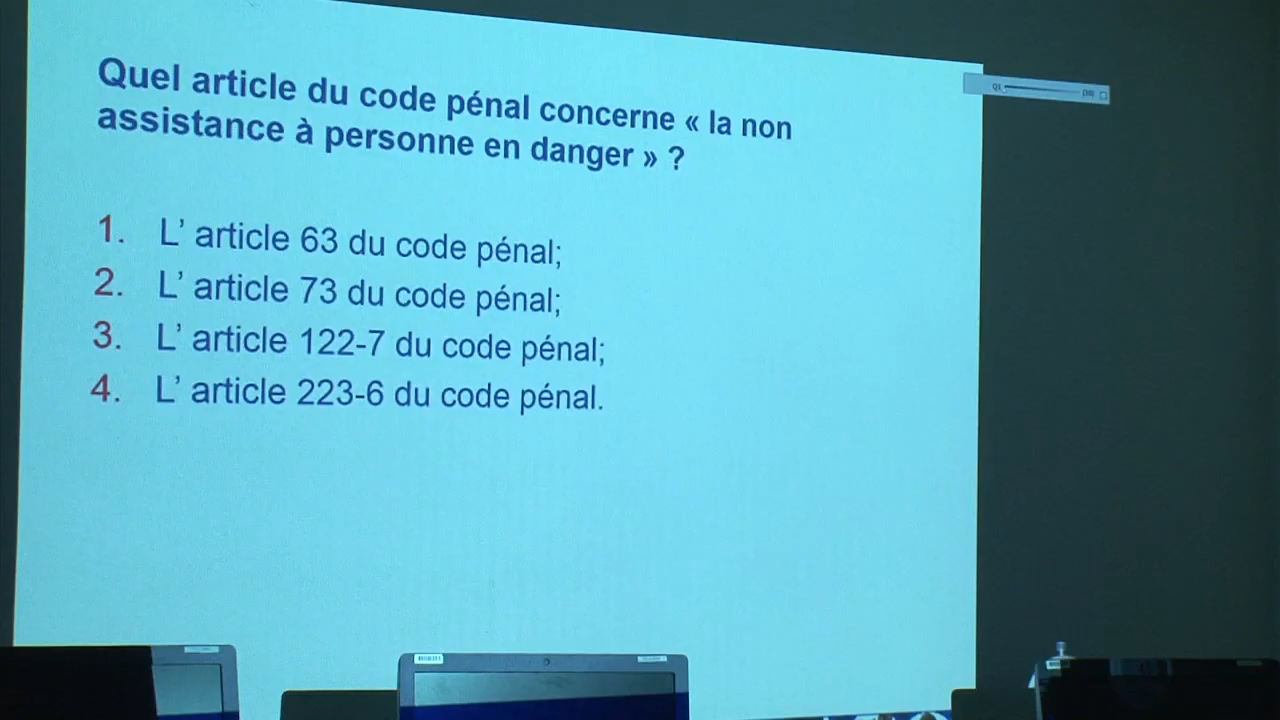 Quel article du code pénal concerne « la non
assistance à personne en danger » ?
1. L’ article 63 du code pénal;
2. L’ article 73 du code pénal;
3. L’ article 122-7 du code pénal;
4. L’ article 223-6 du code pénal.